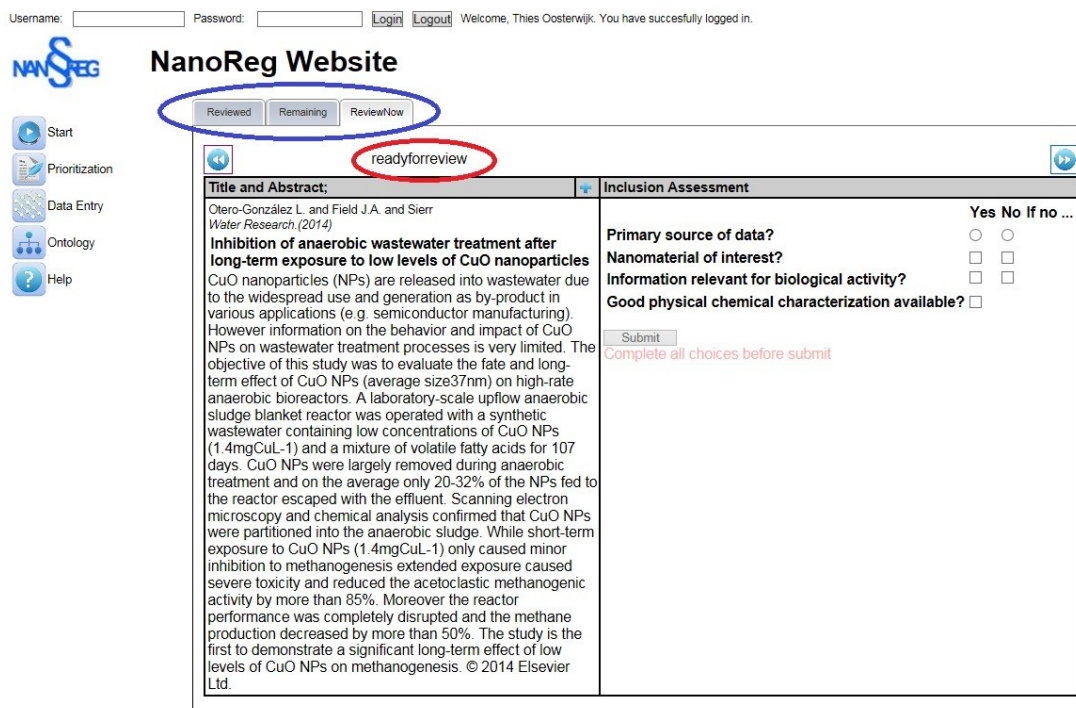 Username: Password: Login Logout Welcome, Thies Oosterwijk. You have succesfully logged in.
NANSREG
NanoReg Website
Reviewed Remaining ReviewNow
Start
Prioritization
Data Entry
Ontology
Help
readyforreview
Title and Abstract; Inclusion Assessment
Otero-González L. and Field J.A. and Sierr
Water Research.(2014)
Inhibition of anaerobic wastewater treatment after
long-term exposure to low levels of CuO nanoparticles
CuO nanoparticles (NPs) are released into wastewater due
to the widespread use and generation as by-product in
various applications (e.g. semiconductor manufacturing).
However information on the behavior and impact of CuO
NPs on wastewater treatment processes is very limited. The
objective of this study was to evaluate the fate and long-
term effect of CuO NPs (average size37nm) on high-rate
anaerobic bioreactors. A laboratory-scale upflow anaerobic
sludge blanket reactor was operated with a synthetic
wastewater containing low concentrations of CuO NPs
(1.4mgCuL-1) and a mixture of volatile fatty acids for 107
days. CuO NPs were largely removed during anaerobic
treatment and on the average only 20-32% of the NPs fed to
the reactor escaped with the effluent. Scanning electron
microscopy and chemical analysis confirmed that CuO NPs
were partitioned into the anaerobic sludge. While short-term
exposure to CuO NPs (1.4mgCuL-1) only caused minor
inhibition to methanogenesis extended exposure caused
severe toxicity and reduced the acetoclastic methanogenic
activity by more than 85%. Moreover the reactor
performance was completely disrupted and the methane
production decreased by more than 50%. The study is the
first to demonstrate a significant long-term effect of low
levels of CuO NPs on methanogenesis. © 2014 Elsevier
Ltd.
Yes No If no ...
Primary source of data?
Nanomaterial of interest?
Information relevant for biological activity?
Good physical chemical characterization available?
Submit
Complete all choices before submit